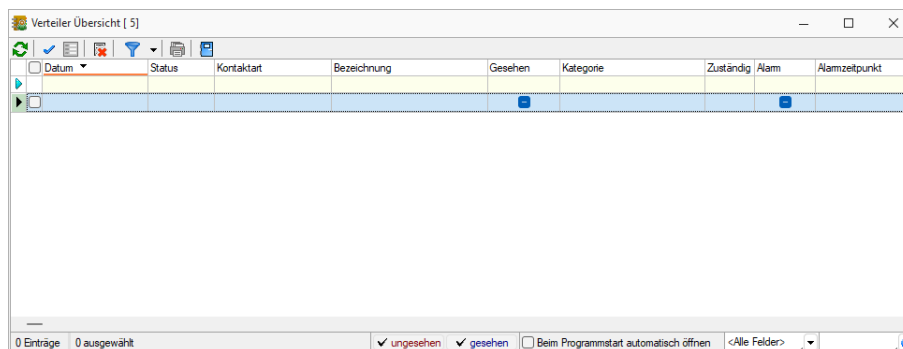 Verteiler Übersicht [ 5]
Datum Status Kontaktart Bezeichnung Gesehen Kategorie Zuständig Alarm Alarmzeitpunkt
0 Einträge 0 ausgewählt ungesehen gesehen Beim Programmstart automatisch öffnen <Alle Felder>